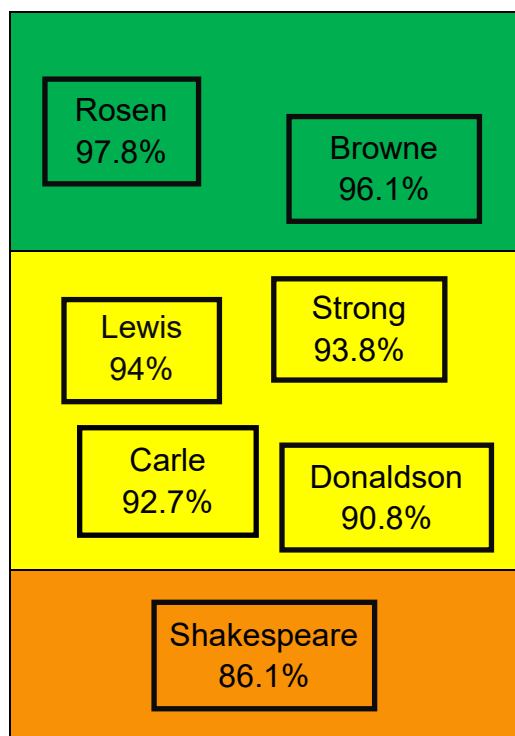 Rosen
97.8%
Browne
96.1%
Lewis
94%
Strong
93.8%
Carle
92.7%
Donaldson
90.8%
Shakespeare
86.1%